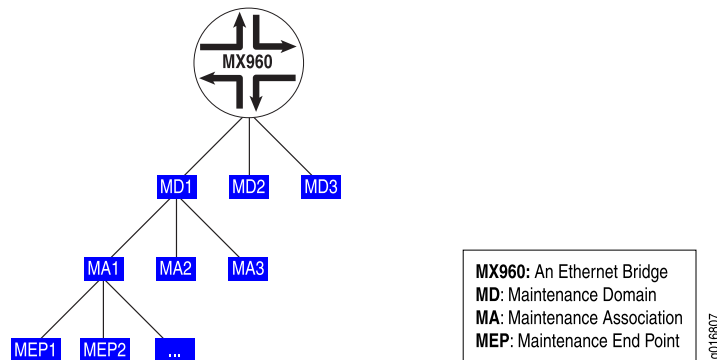 MX960
MD1 MD2 MD3
MA1 MA2 MA3
MEP1 MEP2 ...
MX960: An Ethernet Bridge
MD: Maintenance Domain
MA: Maintenance Association
MEP: Maintenance End Point